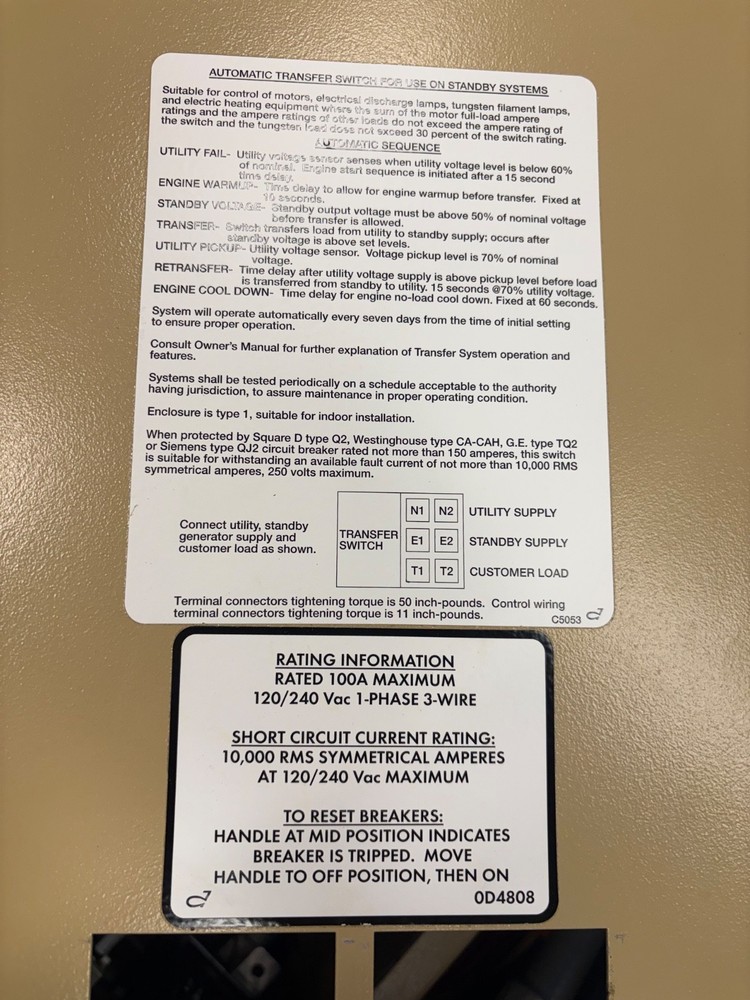 AUTOMATIC TRANSFER SWITCH FOR USE ON STANDBY SYSTEMS
Suitable for control of motors, electrical discharge lamps, tungsten filament lamps,
and electric heating equipment where the sum of the motor full-load ampere
ratings and the ampere ratings of other loads do not exceed the ampere rating of
the switch and the tungsten load does not exceed 30 percent of the switch rating.
AUTOMATIC SEQUENCE
UTILITY FAIL- Utility voltage sensor senses when utility voltage level is below 60%
of nominal. Engine start sequence is initiated after a 15 second
time delay.
ENGINE WARMUP- Time delay to allow for engine warmup before transfer. Fixed at
10 seconds.
STANDBY VOLTAGE- Standby output voltage must be above 50% of nominal voltage
before transfer is allowed.
TRANSFER- Switch transfers load from utility to standby supply; occurs after
standby voltage is above set levels.
UTILITY PICKUP- Utility voltage sensor. Voltage pickup level is 70% of nominal
voltage.
RETRANSFER- Time delay after utility voltage supply is above pickup level before load
is transferred from standby to utility. 15 seconds @70% utility voltage.
ENGINE COOL DOWN- Time delay for engine no-load cool down. Fixed at 60 seconds.
System will operate automatically every seven days from the time of initial setting
to ensure proper operation.
Consult Owner's Manual for further explanation of Transfer System operation and
features.
Systems shall be tested periodically on a schedule acceptable to the authority
having jurisdiction, to assure maintenance in proper operating condition.
Enclosure is type 1, suitable for indoor installation.
When protected by Square D type Q2, Westinghouse type CA-CAH, G.E. type TQ2
or Siemens type QJ2 circuit breaker rated not more than 150 amperes, this switch
is suitable for withstanding an available fault current of not more than 10,000 RMS
symmetrical amperes, 250 volts maximum.
Connect utility, standby
generator supply and
customer load as shown.
TRANSFER
SWITCH
N1 N2 UTILITY SUPPLY
E1 E2 STANDBY SUPPLY
T1 T2 CUSTOMER LOAD
Terminal connectors tightening torque is 50 inch-pounds. Control wiring
terminal connectors tightening torque is 11 inch-pounds.
C5053
RATING INFORMATION
RATED 100A MAXIMUM
120/240 Vac 1-PHASE 3-WIRE
SHORT CIRCUIT CURRENT RATING:
10,000 RMS SYMMETRICAL AMPERES
AT 120/240 Vac MAXIMUM
TO RESET BREAKERS:
HANDLE AT MID POSITION INDICATES
BREAKER IS TRIPPED. MOVE
HANDLE TO OFF POSITION, THEN ON
0D4808